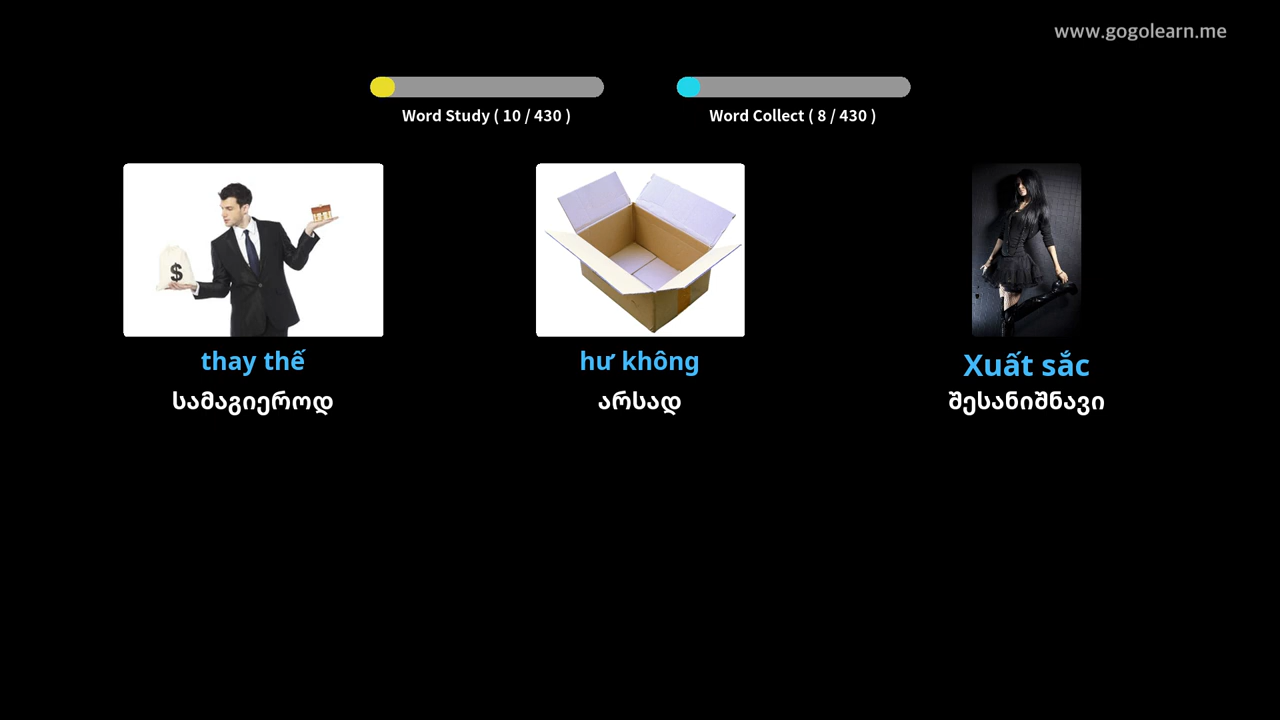 www.gogolearn.me
Word Study ( 10 / 430 )
Word Collect ( 8 / 430 )
$
thay thế
hư không
Xuất sắc
სამაგიეროდ
არსად
შესანიშნავი